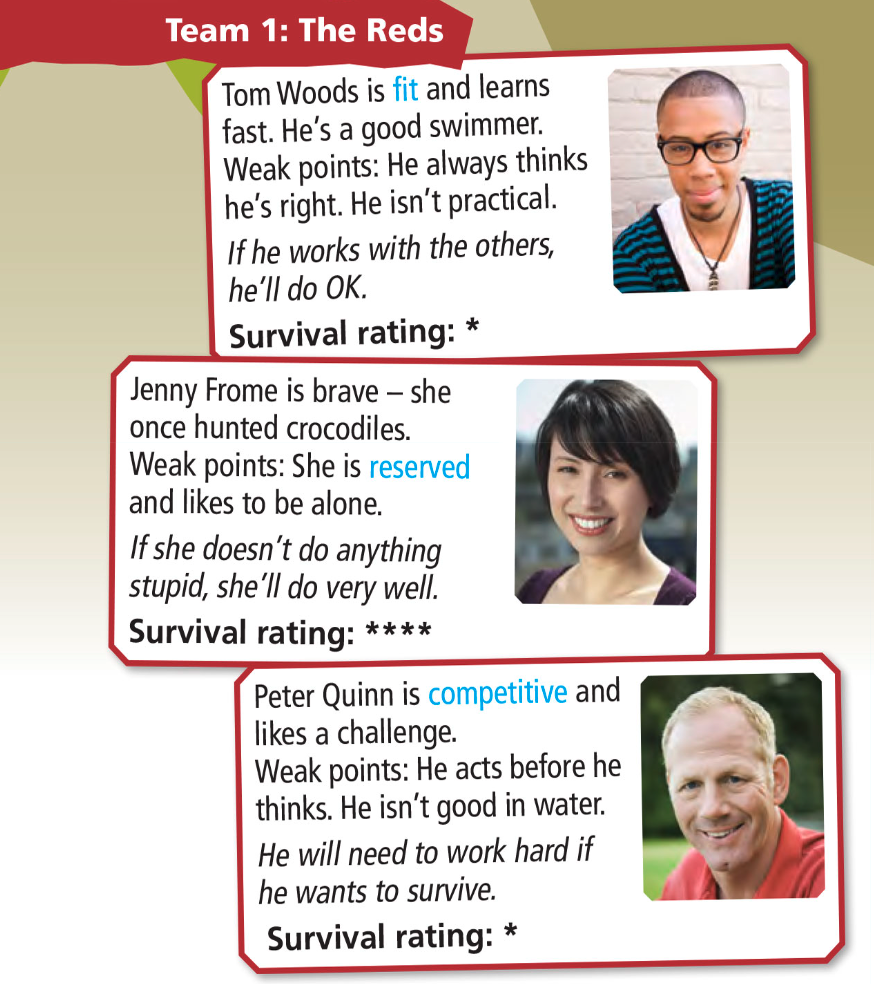 Team 1: The Reds
Tom Woods is fit and learns
fast. He's a good swimmer.
Weak points: He always thinks
he's right. He isn't practical.
If he works with the others,
he'll do OK.
Survival rating: *
Jenny Frome is brave – she
once hunted crocodiles.
Weak points: She is reserved
and likes to be alone.
If she doesn't do anything
stupid, she'll do very well.
Survival rating: ****
Peter Quinn is competitive and
likes a challenge.
Weak points: He acts before he
thinks. He isn't good in water.
He will need to work hard if
he wants to survive.
Survival rating: *